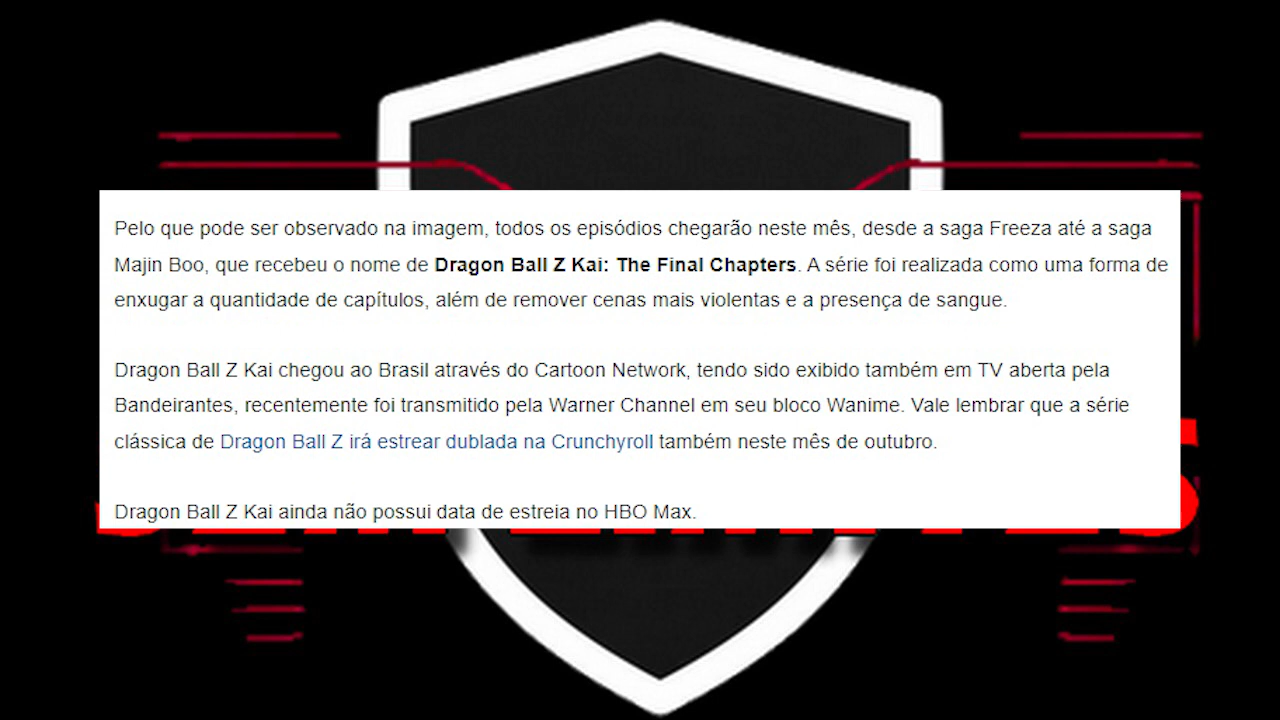 Pelo que pode ser observado na imagem, todos os episódios chegarão neste mês, desde a saga Freeza até a saga
Majin Boo, que recebeu o nome de Dragon Ball Z Kai: The Final Chapters. A série foi realizada como uma forma de
enxugar a quantidade de capítulos, além de remover cenas mais violentas e a presença de sangue.
Dragon Ball Z Kai chegou ao Brasil através do Cartoon Network, tendo sido exibido também em TV aberta pela
Bandeirantes, recentemente foi transmitido pela Warner Channel em seu bloco Wanime. Vale lembrar que a série
clássica de Dragon Ball Z irá estrear dublada na Crunchyroll também neste mês de outubro.
Dragon Ball Z Kai ainda não possui data de estreia no HBO Max.